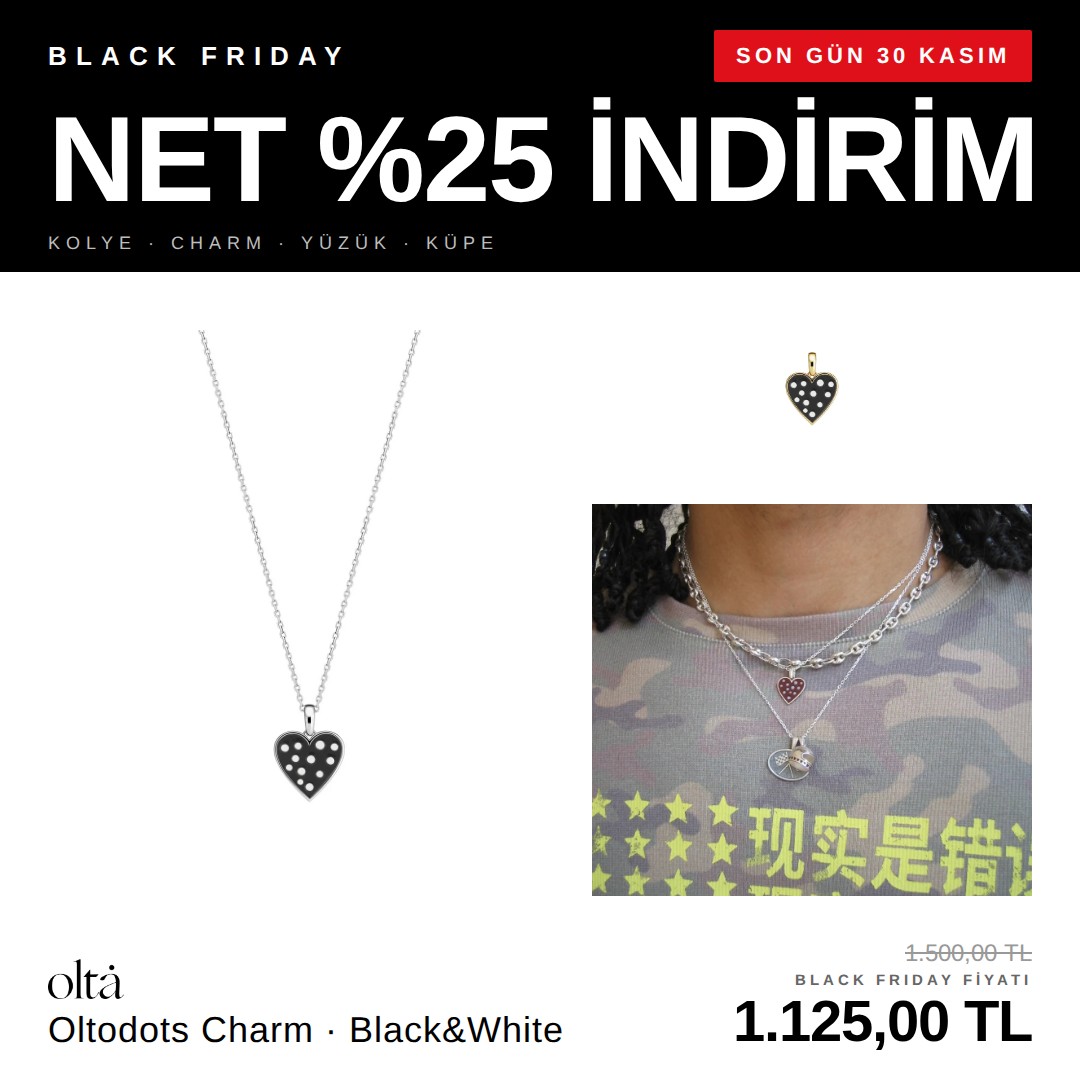 BLACK FRIDAY
SON GÜN 30 KASIM
NET %25 İNDİRİM
KOLYE · CHARM · YÜZÜK · KÜPE
现实是错
olta
Oltodots Charm · Black&White
1.500,00 TL
BLACK FRIDAY FİYATI
1.125,00 TL